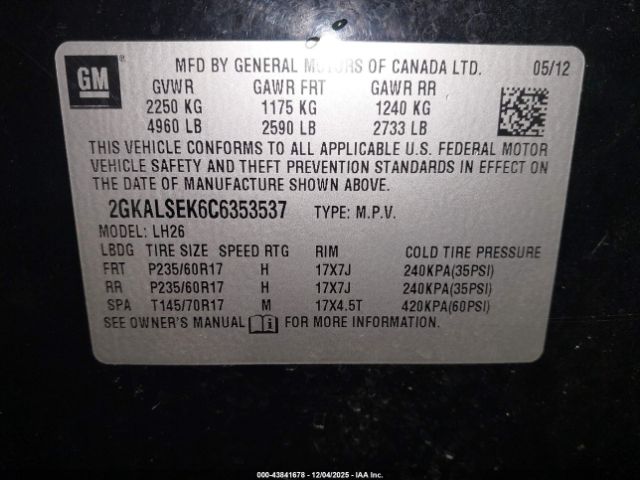 GM
MFD BY GENERAL MOTORS OF CANADA LTD. 05/12
GVWR GAWR FRT GAWR RR
2250 KG 1175 KG 1240 KG
4960 LB 2590 LB 2733 LB
THIS VEHICLE CONFORMS TO ALL APPLICABLE U.S. FEDERAL MOTOR
VEHICLE SAFETY AND THEFT PREVENTION STANDARDS IN EFFECT ON
THE DATE OF MANUFACTURE SHOWN ABOVE.
2GKALSEK6C6353537 TYPE: M.P.V.
MODEL: LH26
LBDG TIRE SIZE SPEED RTG RIM COLD TIRE PRESSURE
FRT P235/60R17 H 17X7J 240KPA(35PSI)
RR P235/60R17 H 17X7J 240KPA(35PSI)
SPA T145/70R17 M 17X4.5T 420KPA(60PSI)
SEE OWNER'S MANUAL FOR MORE INFORMATION.
000-43841678 - 12/04/2025 - IAA Inc.